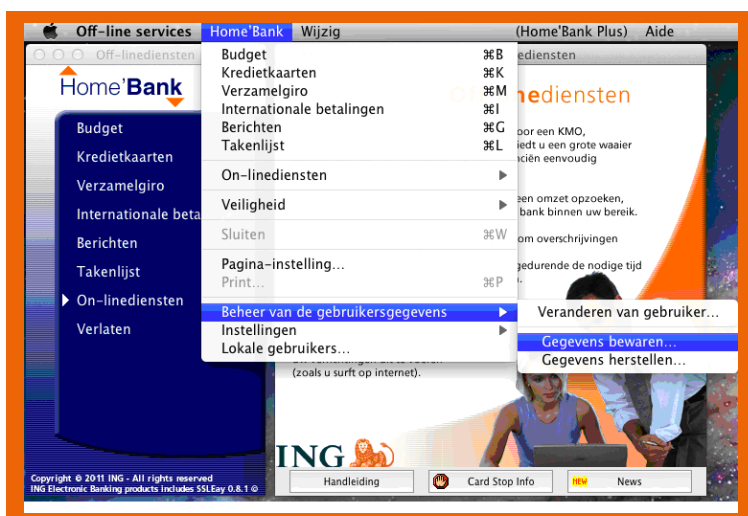 Off-line services Home'Bank Wijzig (Home'Bank Plus) Aide
Off-linediensten
ediensten
Home'Bank
Budget
Kredietkaarten
Verzamelgiro
Internationale beta
Berichten
Takenlijst
On-linediensten
Verlaten
Budget ⌘B
Kredietkaarten ⌘K
Verzamelgiro ⌘M
Internationale betalingen ⌘I
Berichten ⌘G
Takenlijst ⌘L
On-linediensten
Veiligheid
Sluiten ⌘W
Pagina-instelling...
Print... ⌘P
Beheer van de gebruikersgegevens
Instellingen
Lokale gebruikers...
Veranderen van gebruiker...
Gegevens bewaren...
Gegevens herstellen...
nediensten
oor een KMO,
iedt u een grote waaier
nciën eenvoudig
een omzet opzoeken,
bank binnen uw bereik.
om overschrijvingen
gedurende de nodige tijd
(zoals u surft op internet).
ING
Handleiding
Card Stop Info
NEW News
Copyright © 2011 ING - All rights reserved
ING Electronic Banking products includes SSLEay 0.8.1 ©